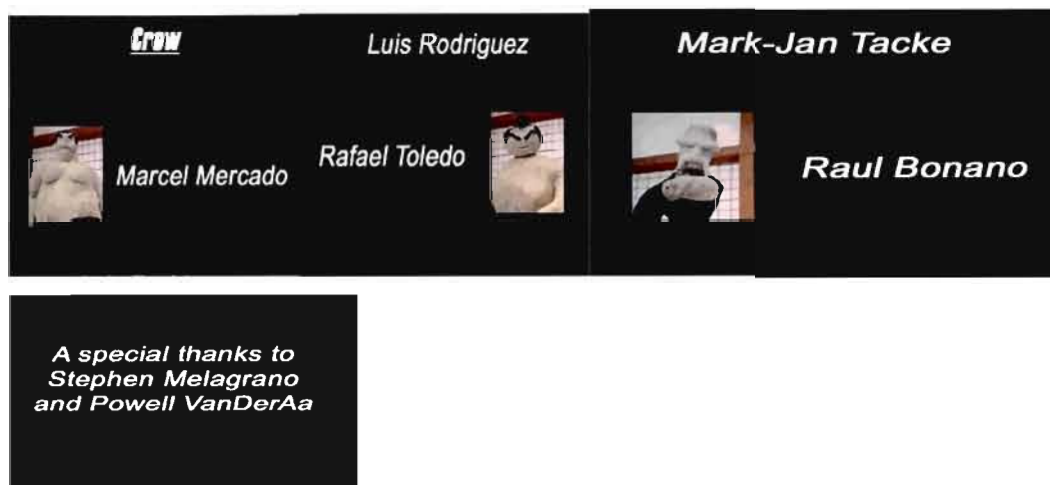 Crew
Marcel Mercado
Luis Rodriguez
Rafael Toledo
Mark-Jan Tacke
Raul Bonano
A special thanks to
Stephen Melagrano
and Powell VanDerAa